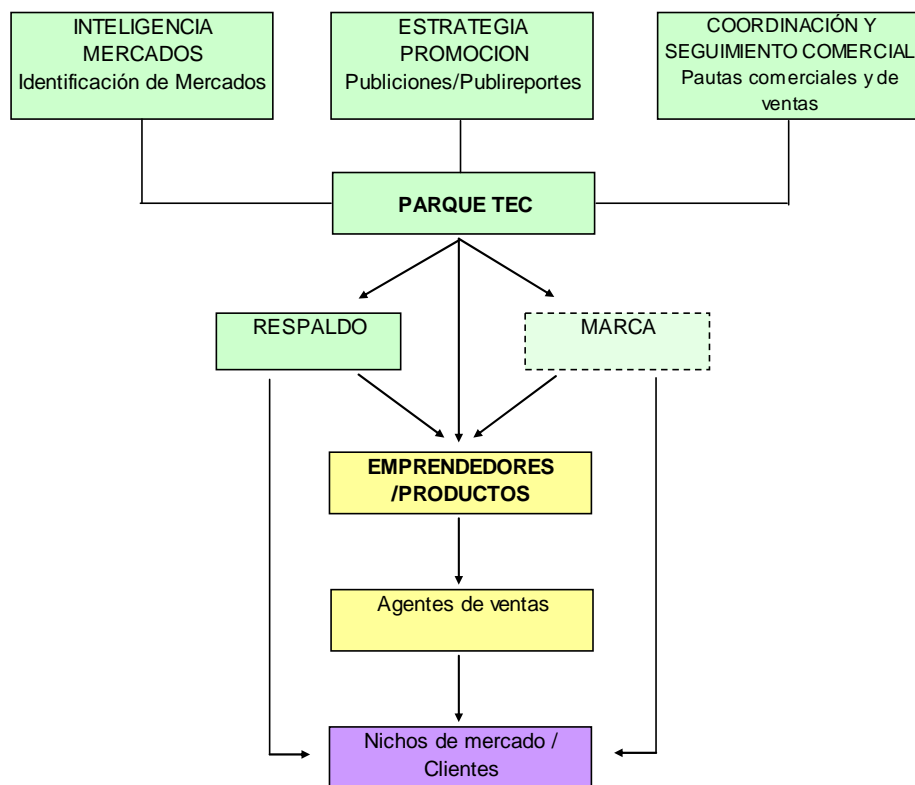 INTELIGENCIA
MERCADOS
Identificación de Mercados
ESTRATEGIA
PROMOCION
Publiciones/Publireportes
COORDINACIÓN Y
SEGUIMIENTO COMERCIAL
Pautas comerciales y de
ventas
PARQUE TEC
RESPALDO
MARCA
EMPRENDEDORES
/PRODUCTOS
Agentes de ventas
Nichos de mercado /
Clientes